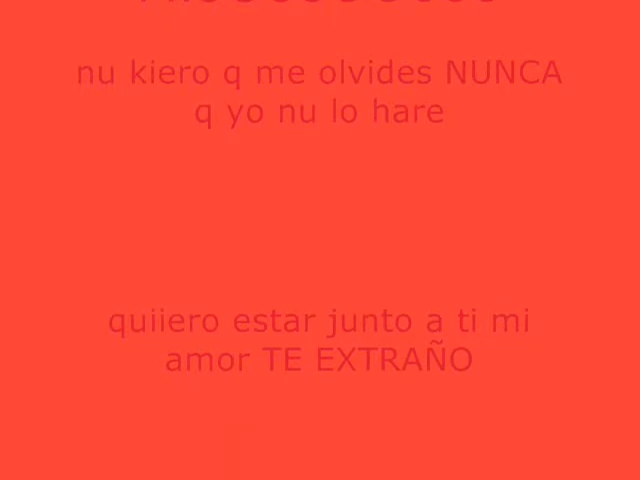 nu kiero q me olvides NUNCA
q yo nu lo hare
quiiero estar junto a ti mi
amor TE EXTRAÑO